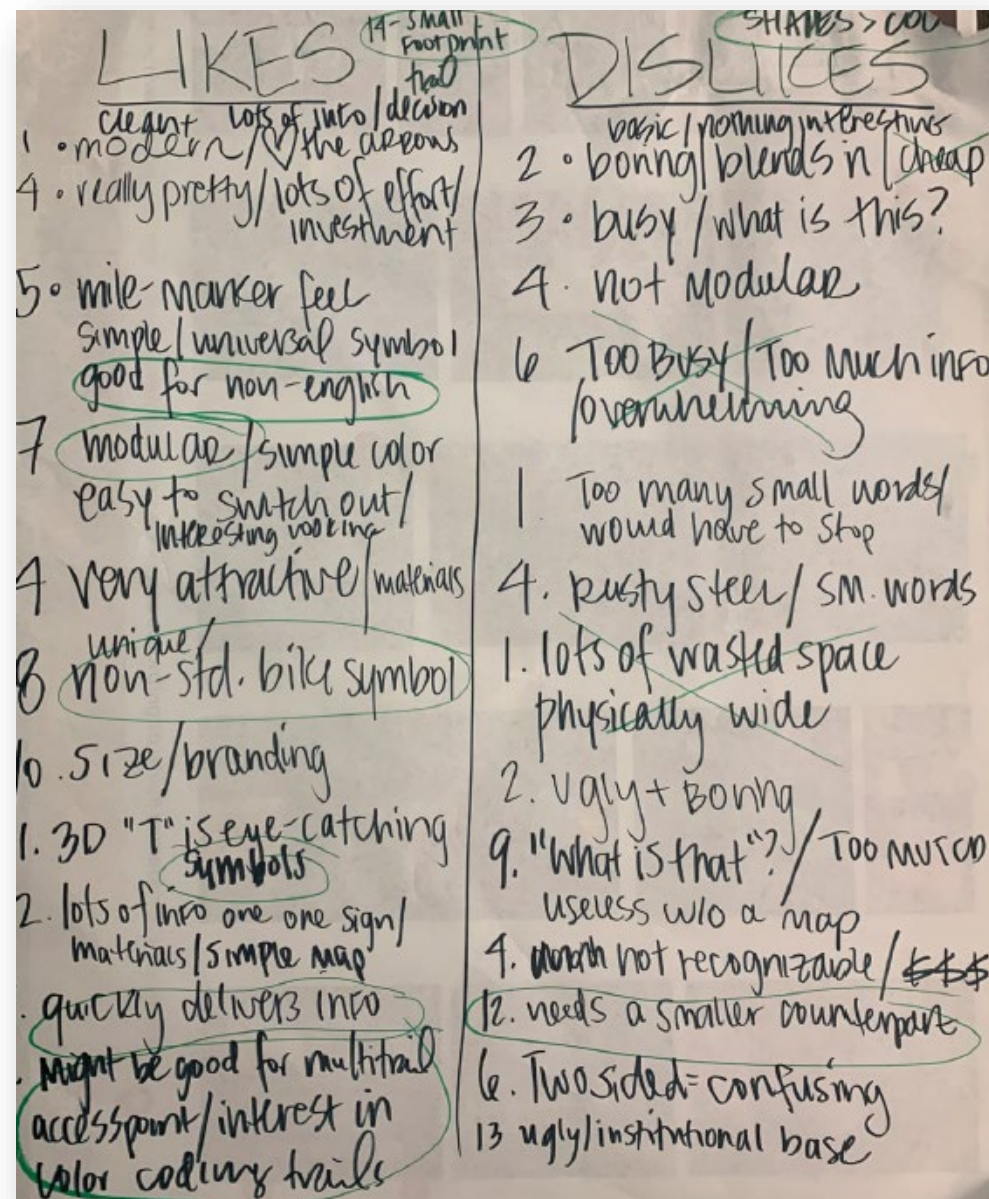 LIKES
14- Small
Footprint
trail
clean+ lots of info/decision
1 • modern/♡ the arrows
4 • really pretty/lots of effort/
investment
5 • mile-marker feel
simple/universal symbol
good for non-english
7 modular/simple color
easy to switch out/
interesting looking
4 very attractive/materials
unique/
8 non-std. bike symbol
10. size/branding
1. 3D "T" is eye-catching
symbols
2. lots of info one one sign/
materials/simple map
. quickly delivers info
. Might be good for multitrail
accesspoint/interest in
color coding trails
SHAPES > COL
DISLIKES
basic/nothing interesting
2 • boring/blends in/cheap
3 • busy/what is this?
4. not modular
6 Too Busy/Too Much info
/overwhelming
1 Too many small words/
would have to stop
4. Rusty steel/ sm. words
1. lots of wasted space
physically wide
2. Ugly + Boring
9. "What is that"?/ TOO MUTCD
useless w/o a map
4. not recognizable/ $$$
12. needs a smaller counterpart
6. Two sided = confusing
13 ugly/institutional base